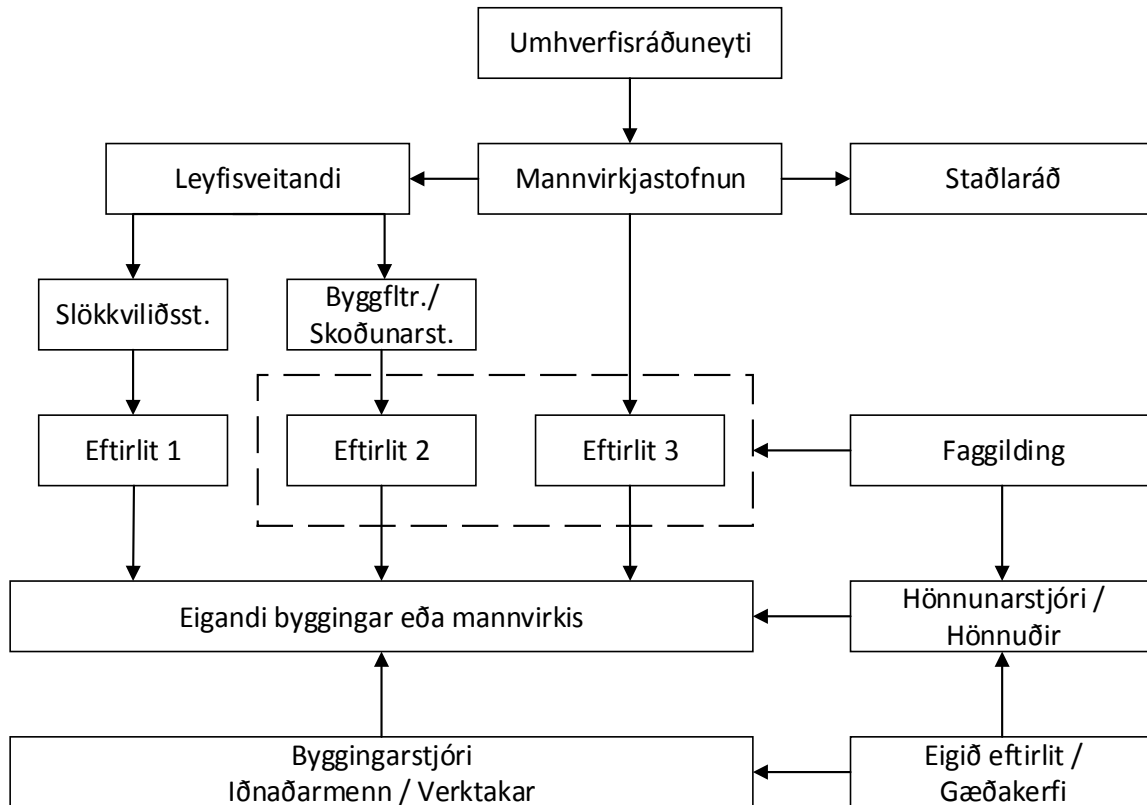 Umhverfisráðuneyti
Leyfisveitandi
Mannvirkjastofnun
Staðlaráð
Slökkviliðsst.
Byggfltr./
Skoðunarst.
Eftirlit 1
Eftirlit 2
Eftirlit 3
Faggilding
Eigandi byggingar eða mannvirkis
Hönnunarstjóri /
Hönnuðir
Byggingarstjóri
Iðnaðarmenn / Verktakar
Eigið eftirlit /
Gæðakerfi